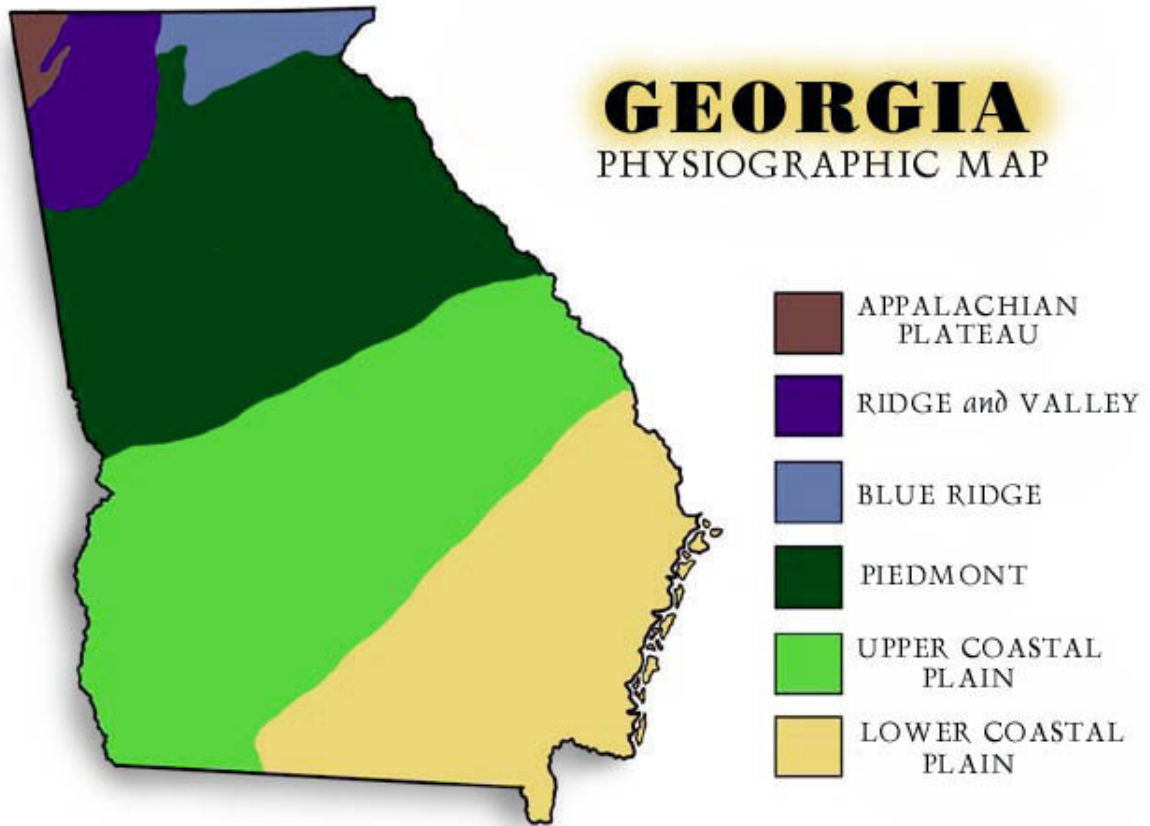 GEORGIA
PHYSIOGRAPHIC MAP
APPALACHIAN
PLATEAU
RIDGE and VALLEY
BLUE RIDGE
PIEDMONT
UPPER COASTAL
PLAIN
LOWER COASTAL
PLAIN